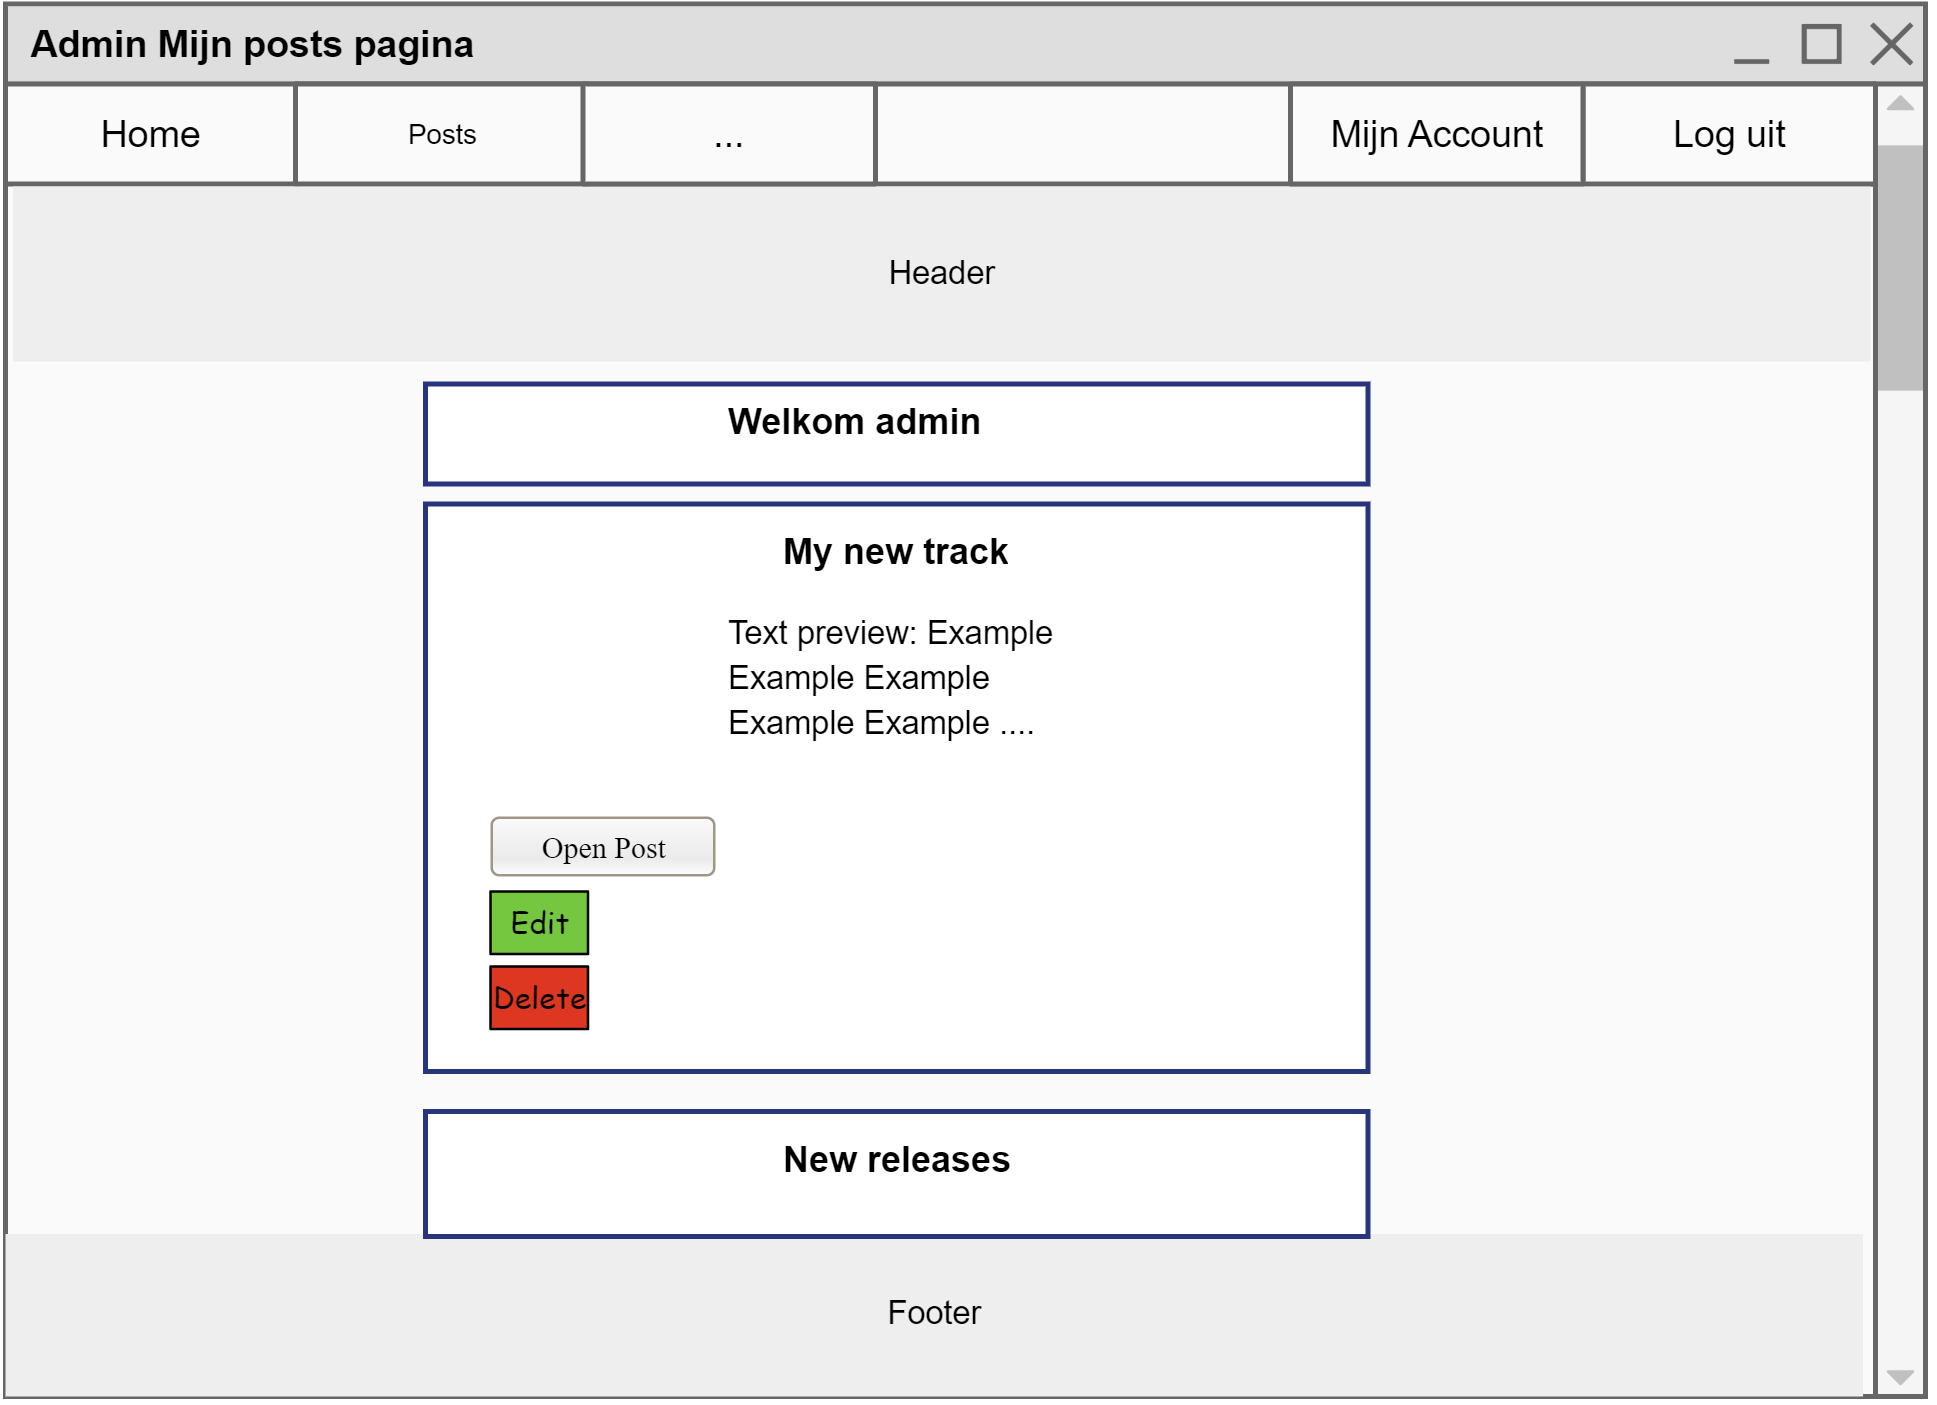 Admin Mijn posts pagina
Home
Posts
...
Mijn Account
Log uit
Header
Welkom admin
My new track
Text preview: Example
Example Example
Example Example ....
Open Post
Edit
Delete
New releases
Footer